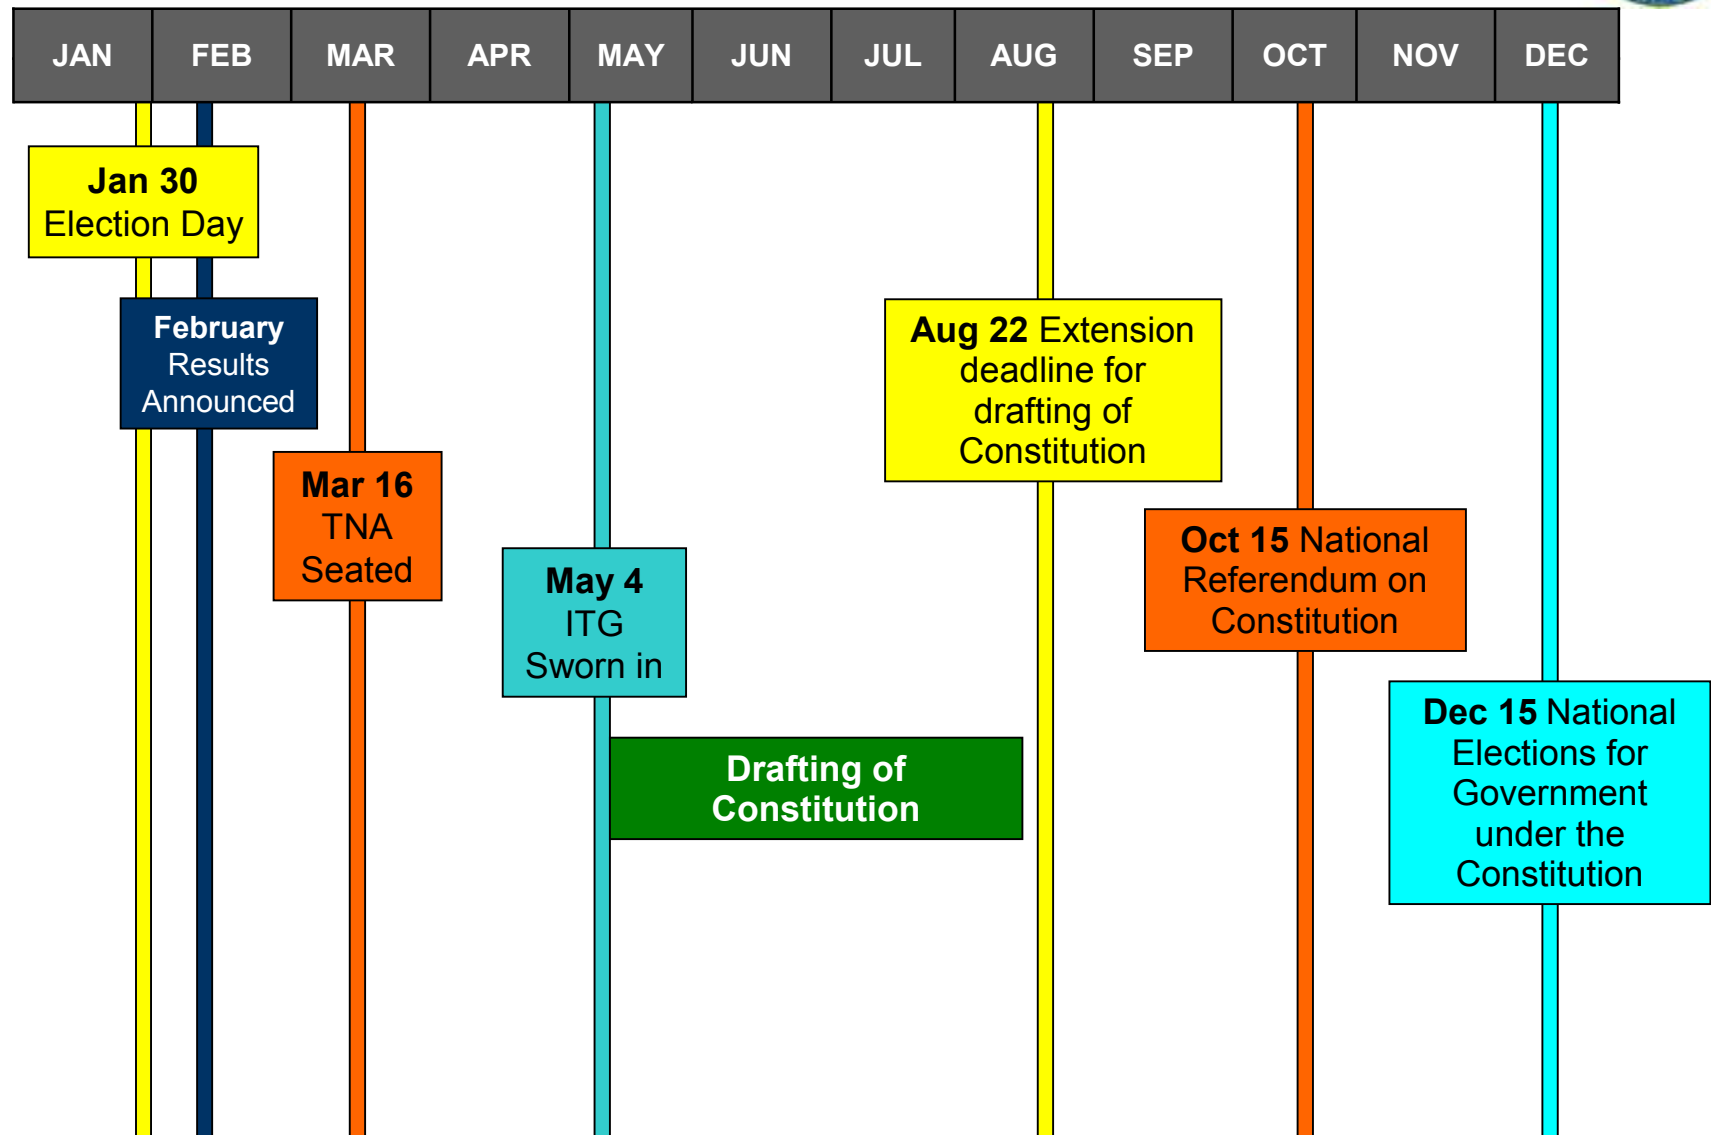 JAN FEB MAR APR MAY JUN JUL AUG SEP OCT NOV DEC
Jan 30
Election Day
February
Results
Announced
Mar 16
TNA
Seated
May 4
ITG
Sworn in
Drafting of
Constitution
Aug 22 Extension
deadline for
drafting of
Constitution
Oct 15 National
Referendum on
Constitution
Dec 15 National
Elections for
Government
under the
Constitution